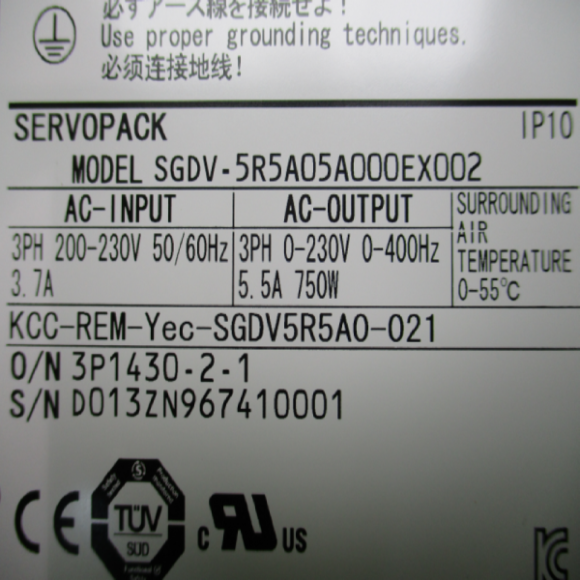 必ずアース線を接続せよ！
Use proper grounding techniques.
必须连接地线!
SERVOPACK IP10
MODEL SGDV-5R5A05A000EX002
AC-INPUT AC-OUTPUT SURROUNDING AIR TEMPERATURE 0-55℃
3PH 200-230V 50/60Hz 3PH 0-230V 0-400Hz
3.7A 5.5A 750W
KCC-REM-Yec-SGDV5R5A0-021
O/N 3P1430-2-1
S/N D013ZN967410001
CE TÜV SÜD c RU US